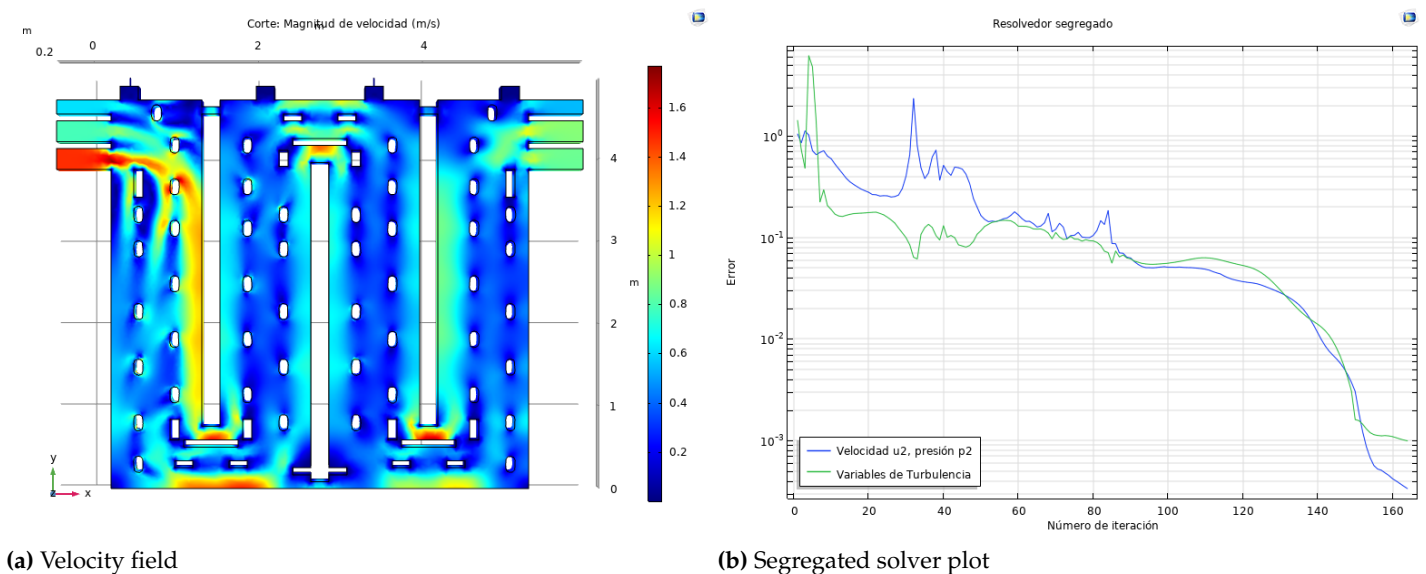 Corte: Magnitud de velocidad (m/s)
m
m
0.2
0
2
4
4
3
2
1
0
m
y
z
x
1.6
1.4
1.2
1
0.8
0.6
0.4
0.2
Resolvedor segregado
Error
10^0
10^-1
10^-2
10^-3
0 20 40 60 80 100 120 140 160
Número de iteración
Velocidad u2, presión p2
Variables de Turbulencia
(a) Velocity field
(b) Segregated solver plot